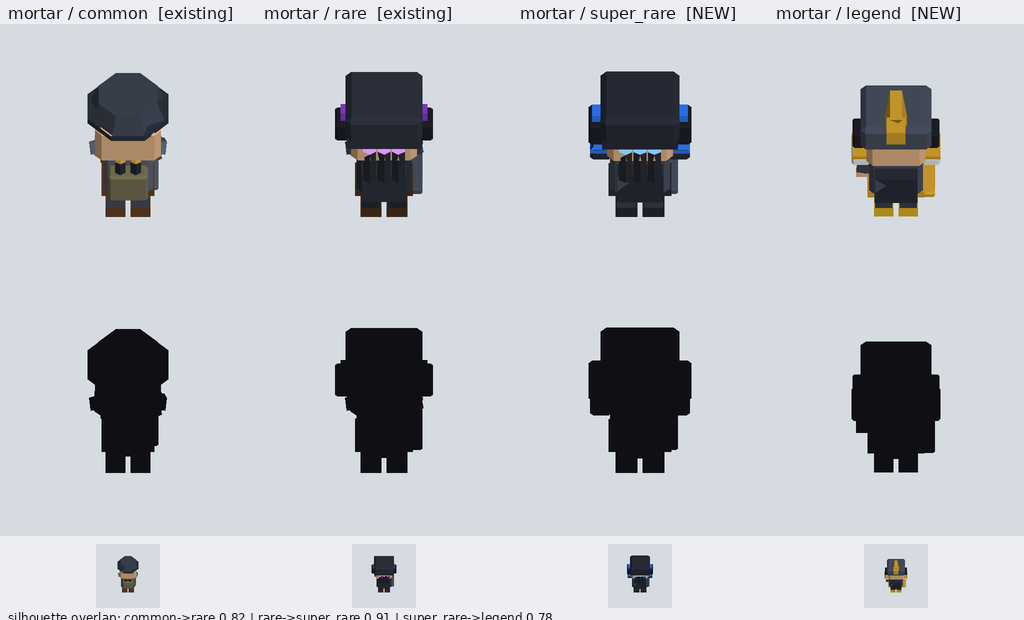 mortar / common  [existing]
mortar / rare  [existing]
mortar / super_rare  [NEW]
mortar / legend  [NEW]
silhouette overlap: common->rare 0.82 | rare->super_rare 0.91 | super_rare->legend 0.78